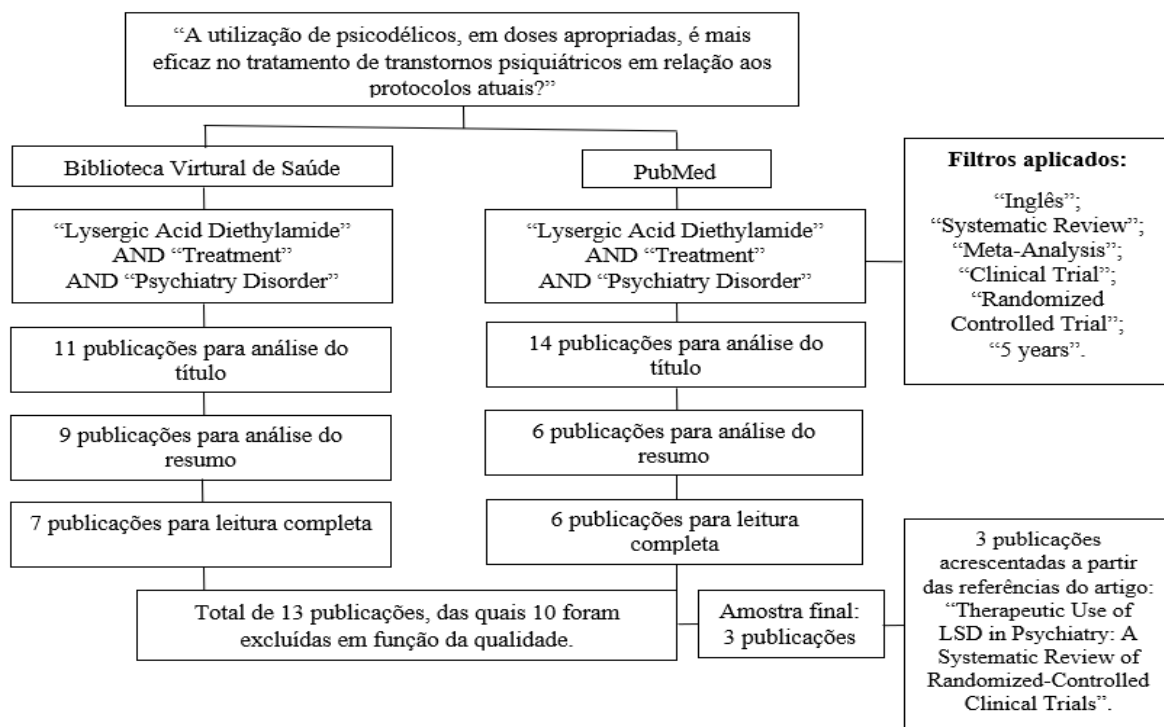 “A utilização de psicodélicos, em doses apropriadas, é mais
eficaz no tratamento de transtornos psiquiátricos em relação aos
protocolos atuais?”
Biblioteca Virtural de Saúde
PubMed
Filtros aplicados:
“Inglês”;
“Systematic Review”;
“Meta-Analysis”;
“Clinical Trial”;
“Randomized
Controlled Trial”;
“5 years”.
“Lysergic Acid Diethylamide”
AND “Treatment”
AND “Psychiatry Disorder”
“Lysergic Acid Diethylamide”
AND “Treatment”
AND “Psychiatry Disorder”
11 publicações para análise do
título
14 publicações para análise do
título
9 publicações para análise do
resumo
6 publicações para análise do
resumo
7 publicações para leitura completa
6 publicações para leitura
completa
Total de 13 publicações, das quais 10 foram
excluídas em função da qualidade.
Amostra final:
3 publicações
3 publicações
acrescentadas a partir
das referências do artigo:
“Therapeutic Use of
LSD in Psychiatry: A
Systematic Review of
Randomized-Controlled
Clinical Trials”.